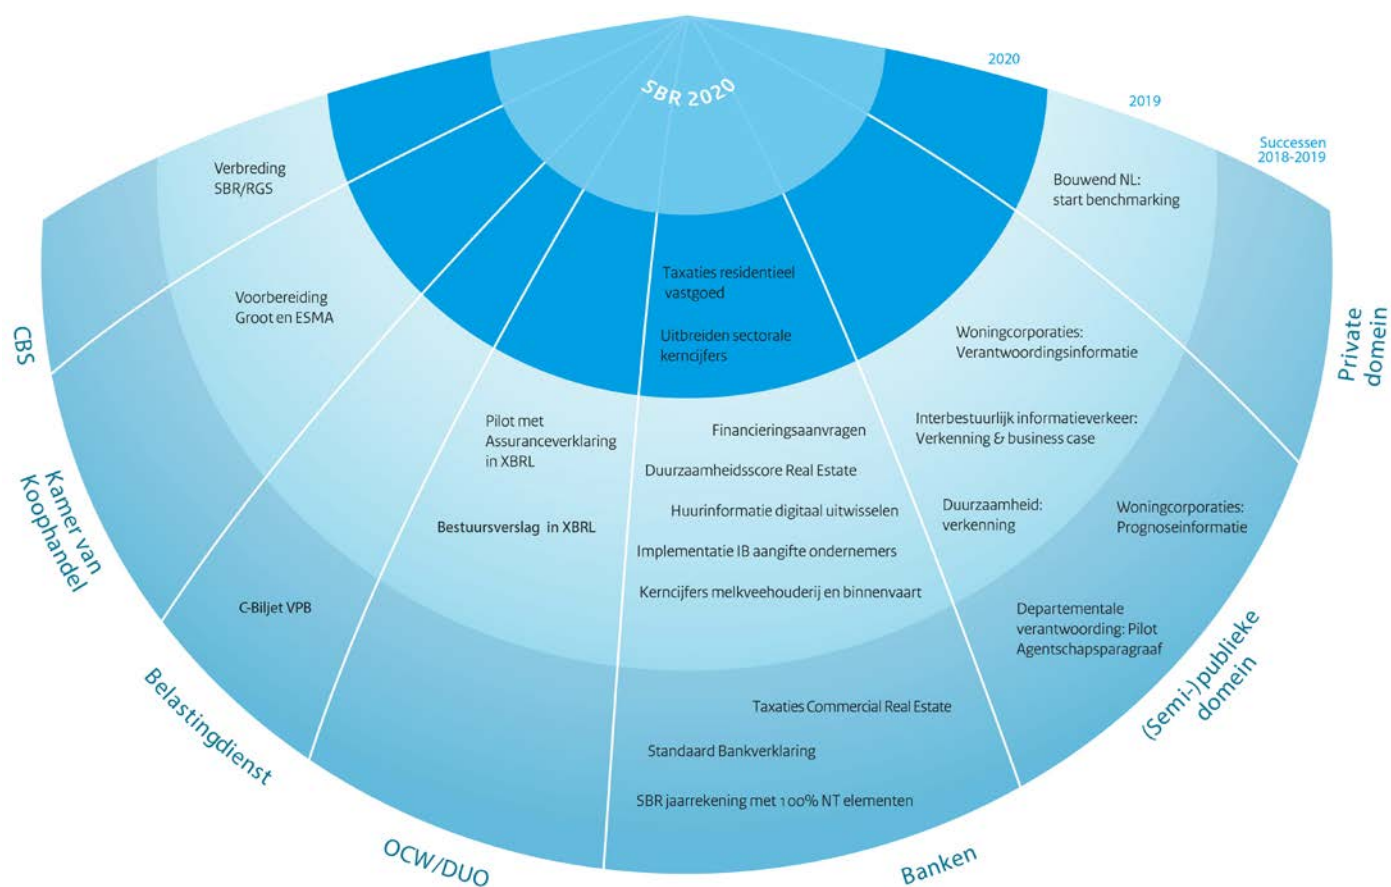 SBR 2020
2020
2019
Successen
2018-2019
Verbreding
SBR/RGS
Bouwend NL:
start benchmarking
Voorbereiding
Groot en ESMA
Taxaties residentieel
vastgoed
Uitbreiden sectorale
kerncijfers
Woningcorporaties:
Verantwoordingsinformatie
Pilot met
Assuranceverklaring
in XBRL
Bestuursverslag in XBRL
Financieringsaanvragen
Duurzaamheidsscore Real Estate
Huurinformatie digitaal uitwisselen
Implementatie IB aangifte ondernemers
Kerncijfers melkveehouderij en binnenvaart
Interbestuurlijk informatieverkeer:
Verkenning & business case
Duurzaamheid:
verkenning
Woningcorporaties:
Prognoseinformatie
C-Biljet VPB
Departementale
verantwoording: Pilot
Agentschapsparagraaf
Taxaties Commercial Real Estate
Standaard Bankverklaring
SBR jaarrekening met 100% NT elementen
CBS
Kamer van
Koophandel
Belastingdienst
OCW/DUO
Banken
(Semi-)publieke
domein
Private
domein